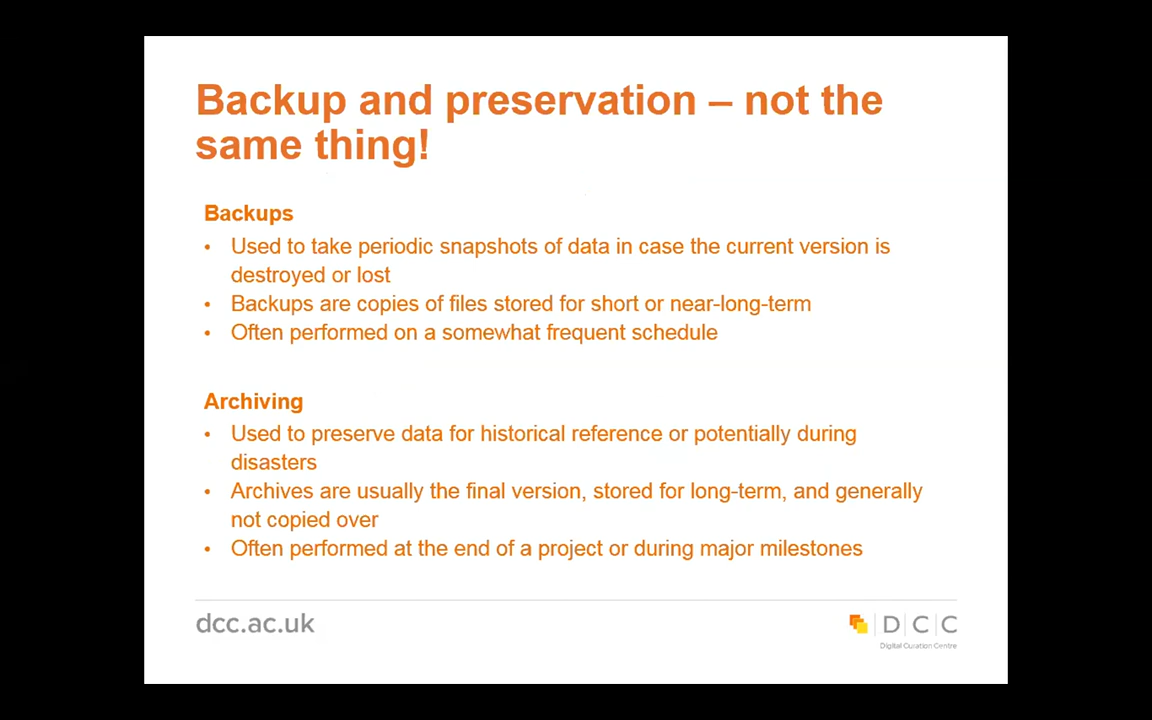 Backup and preservation – not the
same thing!
Backups
• Used to take periodic snapshots of data in case the current version is
destroyed or lost
• Backups are copies of files stored for short or near-long-term
• Often performed on a somewhat frequent schedule
Archiving
• Used to preserve data for historical reference or potentially during
disasters
• Archives are usually the final version, stored for long-term, and generally
not copied over
• Often performed at the end of a project or during major milestones
dcc.ac.uk
D C C
Digital Curation Centre